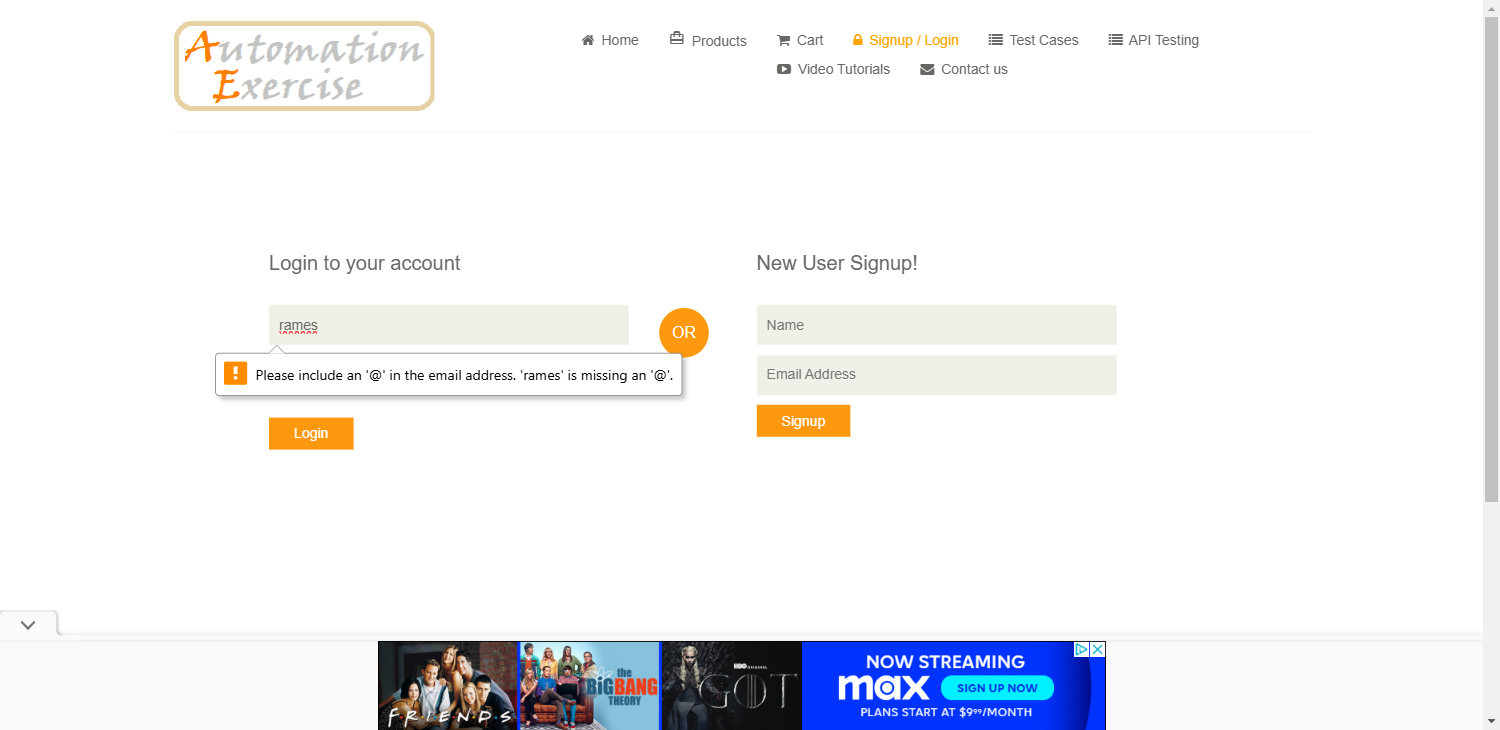 Automation
Exercise
Home
Products
Cart
Signup / Login
Test Cases
API Testing
Video Tutorials
Contact us
Login to your account
New User Signup!
rames
OR
Name
Please include an '@' in the email address. 'rames' is missing an '@'.
Email Address
Login
Signup
FRIENDS
the
BIG BANG
THEORY
HBO ORIGINAL
GOT
NOW STREAMING
max
SIGN UP NOW
PLANS START AT $9⁹⁹/MONTH